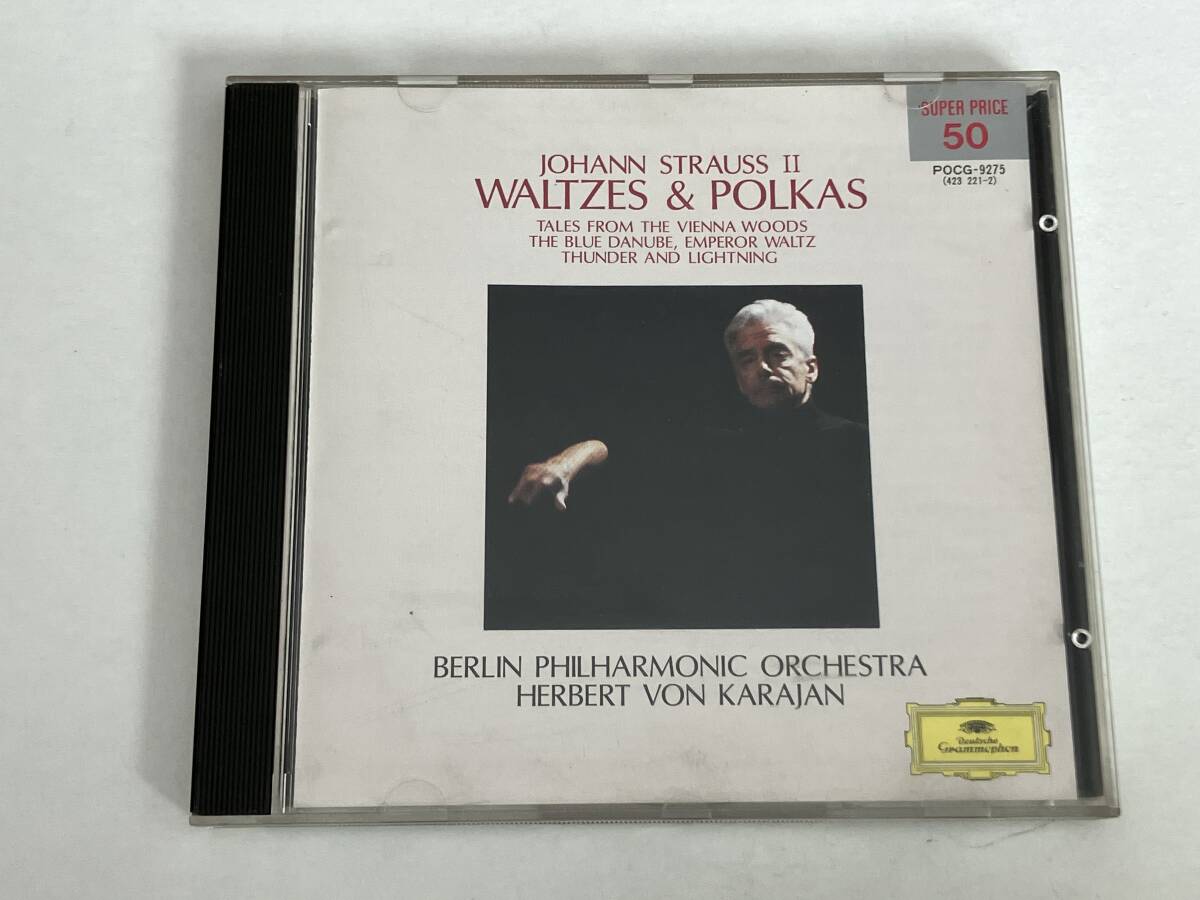 SUPER PRICE
50
POCG-9275
(423 221-2)
JOHANN STRAUSS II
WALTZES & POLKAS
TALES FROM THE VIENNA WOODS
THE BLUE DANUBE, EMPEROR WALTZ
THUNDER AND LIGHTNING
BERLIN PHILHARMONIC ORCHESTRA
HERBERT VON KARAJAN
Deutsche
Grammophon